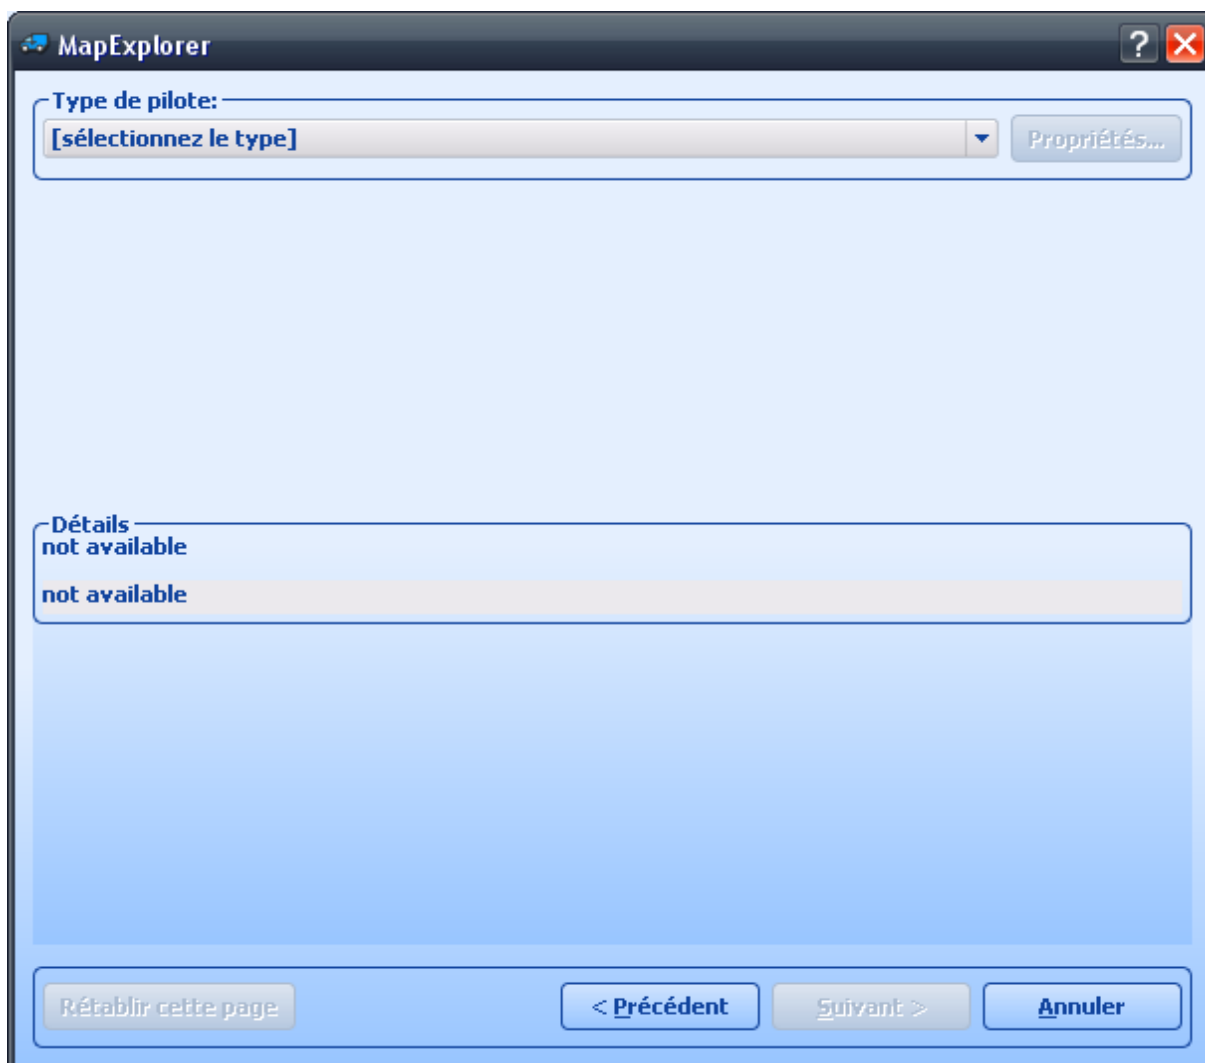 MapExplorer
Type de pilote:
[sélectionnez le type]
Propriétés...
Détails
not available
not available
Rétablir cette page
< Précédent
Suivant >
Annuler